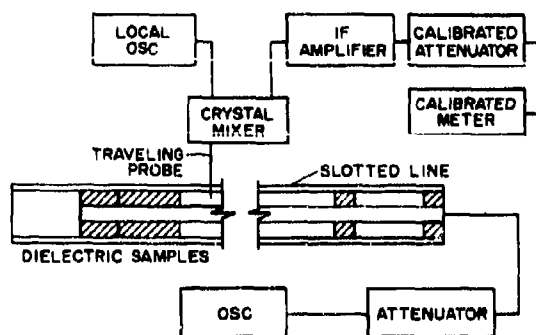 LOCAL
OSC
IF
AMPLIFIER
CALIBRATED
ATTENUATOR
CRYSTAL
MIXER
CALIBRATED
METER
TRAVELING
PROBE
SLOTTED LINE
DIELECTRIC SAMPLES
OSC
ATTENUATOR